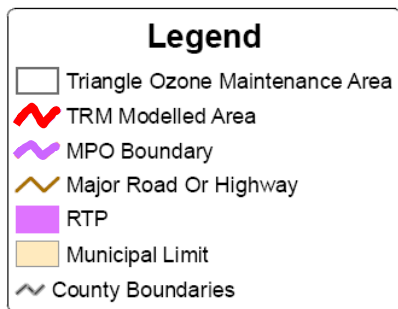 Legend
Triangle Ozone Maintenance Area
TRM Modelled Area
MPO Boundary
Major Road Or Highway
RTP
Municipal Limit
County Boundaries